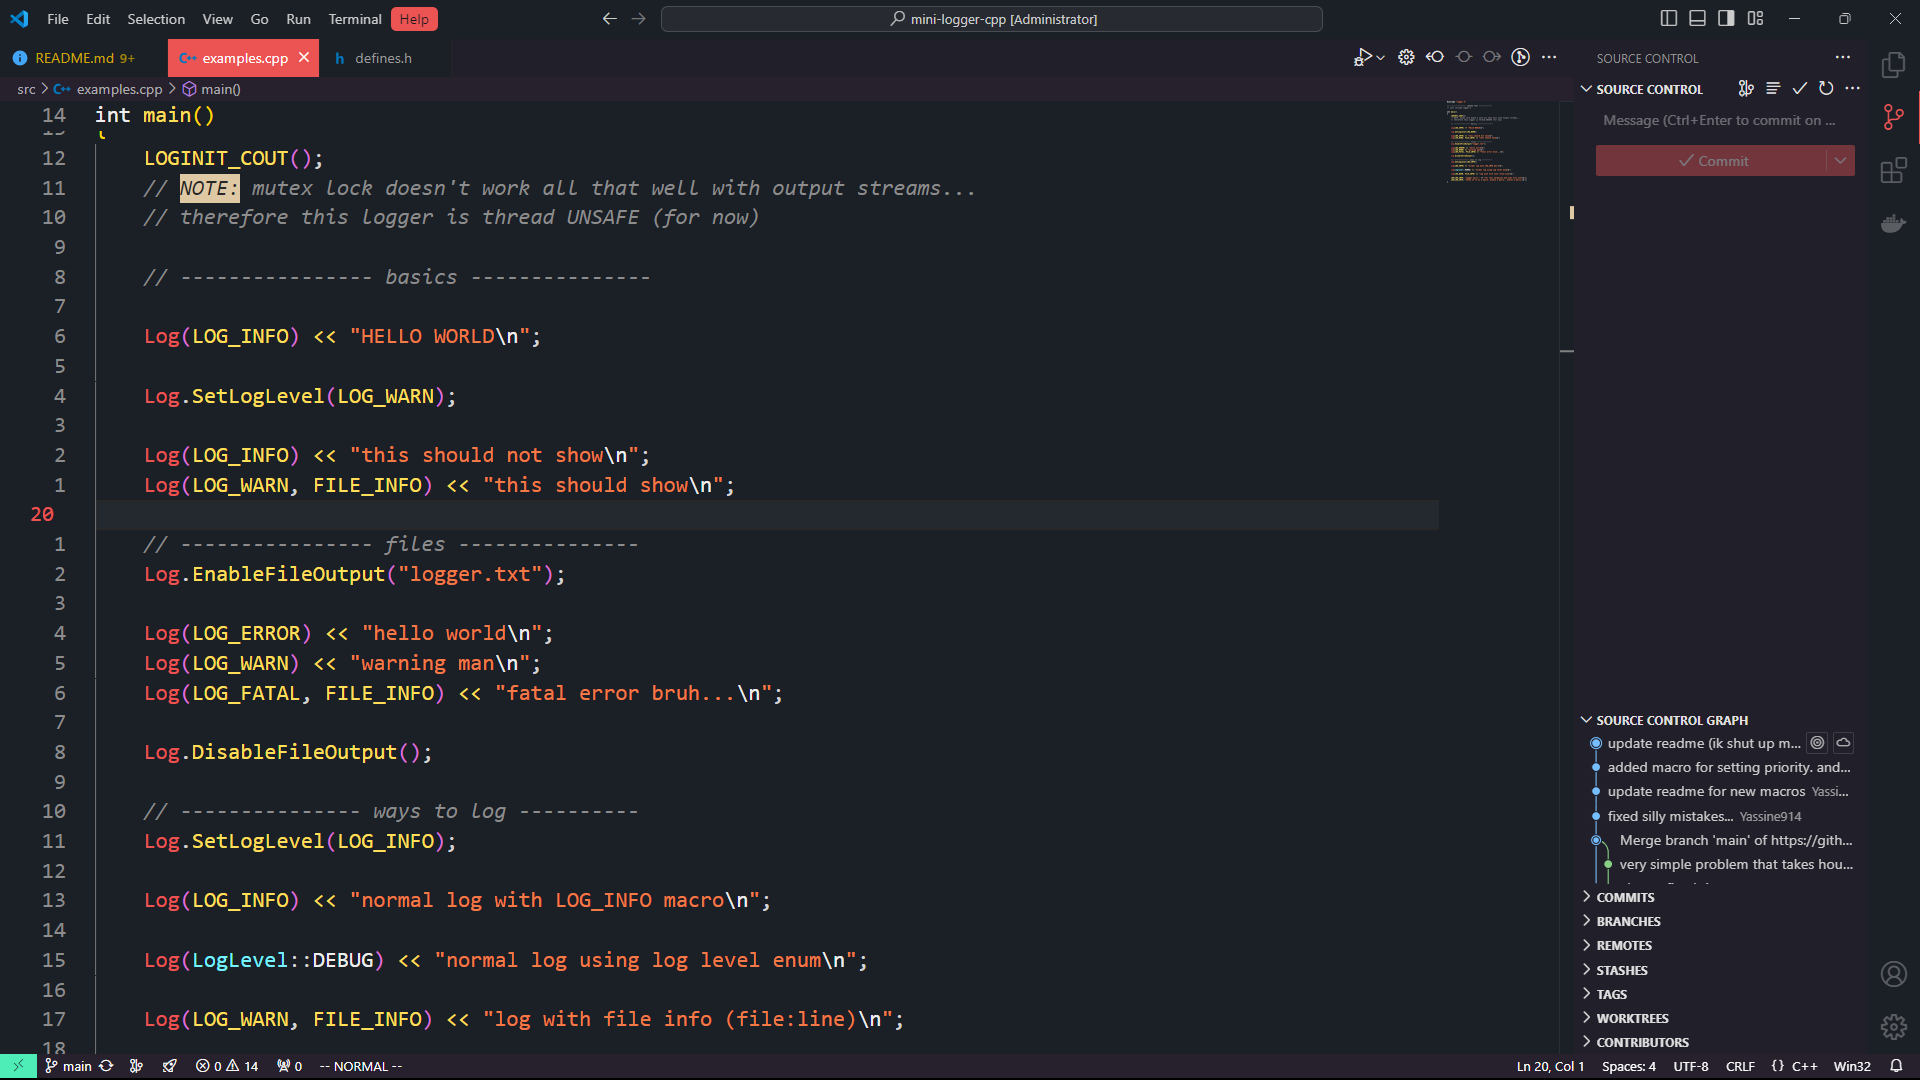 File Edit Selection View Go Run Terminal Help
mini-logger-cpp [Administrator]
README.md 9+
examples.cpp
defines.h
src > examples.cpp > main()
14 int main()
{
12 LOGINIT_COUT();
11 // NOTE: mutex lock doesn't work all that well with output streams...
10 // therefore this logger is thread UNSAFE (for now)
9
8 // ---------------- basics ---------------
7
6 Log(LOG_INFO) << "HELLO WORLD\n";
5
4 Log.SetLogLevel(LOG_WARN);
3
2 Log(LOG_INFO) << "this should not show\n";
1 Log(LOG_WARN, FILE_INFO) << "this should show\n";
20
1 // ---------------- files ---------------
2 Log.EnableFileOutput("logger.txt");
3
4 Log(LOG_ERROR) << "hello world\n";
5 Log(LOG_WARN) << "warning man\n";
6 Log(LOG_FATAL, FILE_INFO) << "fatal error bruh...\n";
7
8 Log.DisableFileOutput();
9
10 // --------------- ways to log ----------
11 Log.SetLogLevel(LOG_INFO);
12
13 Log(LOG_INFO) << "normal log with LOG_INFO macro\n";
14
15 Log(LogLevel::DEBUG) << "normal log using log level enum\n";
16
17 Log(LOG_WARN, FILE_INFO) << "log with file info (file:line)\n";
18
SOURCE CONTROL
SOURCE CONTROL
Message (Ctrl+Enter to commit on ...
Commit
SOURCE CONTROL GRAPH
update readme (ik shut up m...
added macro for setting priority. and...
update readme for new macros Yassi...
fixed silly mistakes... Yassine914
Merge branch 'main' of https://gith...
very simple problem that takes hou...
COMMITS
BRANCHES
REMOTES
STASHES
TAGS
WORKTREES
CONTRIBUTORS
main 0 14 0 -- NORMAL --
Ln 20, Col 1 Spaces: 4 UTF-8 CRLF {} C++ Win32